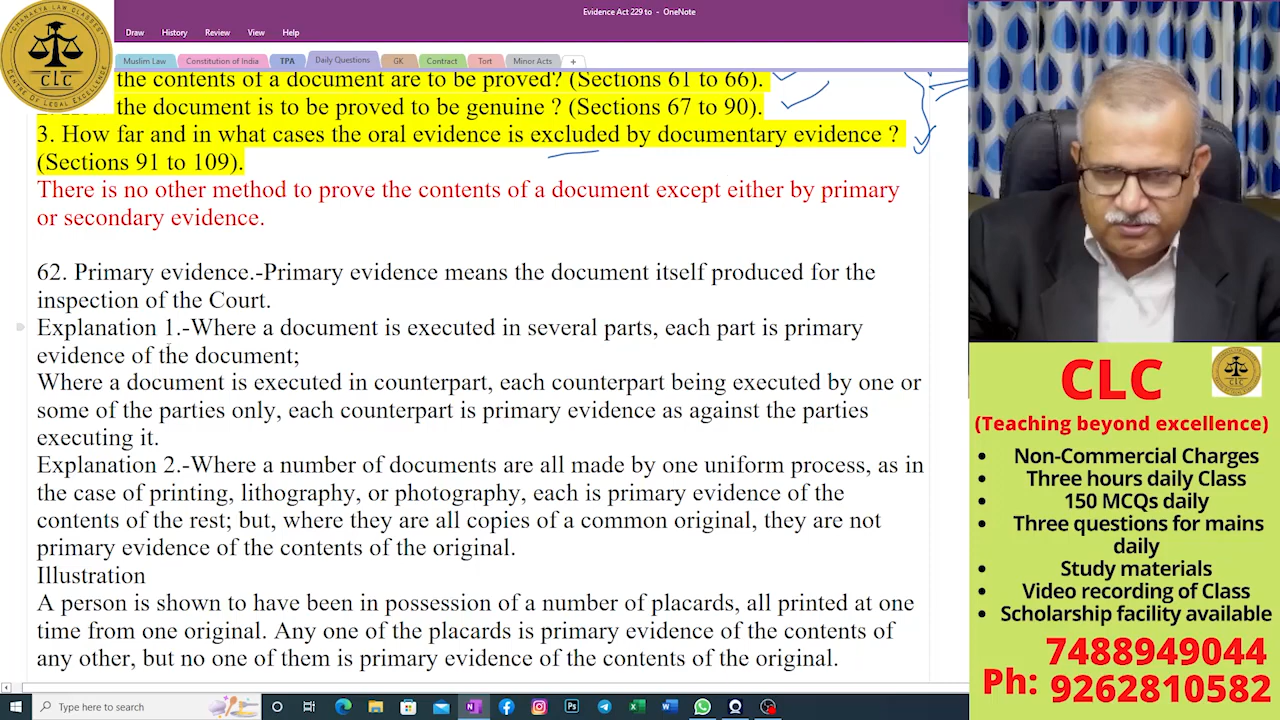 Evidence Act 229 to - OneNote
Draw History Review View Help
Muslim Law Constitution of India TPA Daily Questions GK Contract Tort Minor Acts +
CHANAKYA LAW CLASSES
CLC
CENTRE OF LEGAL EXCELLENCE
the contents of a document are to be proved? (Sections 61 to 66).
the document is to be proved to be genuine ? (Sections 67 to 90).
3. How far and in what cases the oral evidence is excluded by documentary evidence ?
(Sections 91 to 109).
There is no other method to prove the contents of a document except either by primary
or secondary evidence.
62. Primary evidence.-Primary evidence means the document itself produced for the
inspection of the Court.
Explanation 1.-Where a document is executed in several parts, each part is primary
evidence of the document;
Where a document is executed in counterpart, each counterpart being executed by one or
some of the parties only, each counterpart is primary evidence as against the parties
executing it.
Explanation 2.-Where a number of documents are all made by one uniform process, as in
the case of printing, lithography, or photography, each is primary evidence of the
contents of the rest; but, where they are all copies of a common original, they are not
primary evidence of the contents of the original.
Illustration
A person is shown to have been in possession of a number of placards, all printed at one
time from one original. Any one of the placards is primary evidence of the contents of
any other, but no one of them is primary evidence of the contents of the original.
Type here to search
CLC
(Teaching beyond excellence)
Non-Commercial Charges
Three hours daily Class
150 MCQs daily
Three questions for mains
daily
Study materials
Video recording of Class
Scholarship facility available
7488949044
Ph: 9262810582